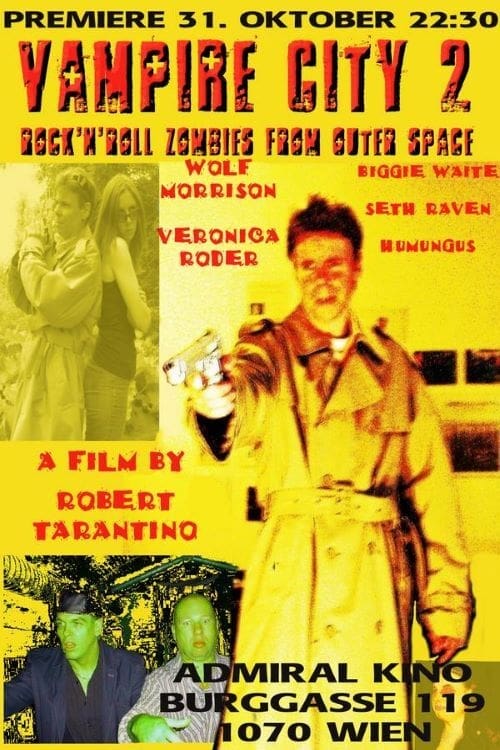 PREMIERE 31. OKTOBER 22:30
VAMPIRE CITY 2
ROCK'N'ROLL ZOMBIES FROM OUTER SPACE
WOLF
MORRISON
VERONICA
RODER
BIGGIE WAITE
SETH RAVEN
HUMUNGUS
A FILM BY
ROBERT
TARANTINO
ADMIRAL KINO
BURGGASSE 119
1070 WIEN